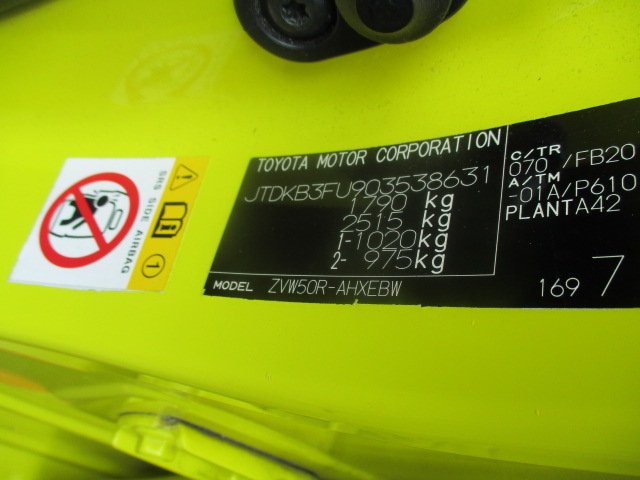 SRS SIDE AIRBAG
1
TOYOTA MOTOR CORPORATION
JTDKB3FU903538631
1790 kg
2515 kg
1-1020kg
2- 975kg
MODEL ZVW50R-AHXEBW
C/TR
070 /FB20
A/TM
-01A/P610
PLANTA42
169 7